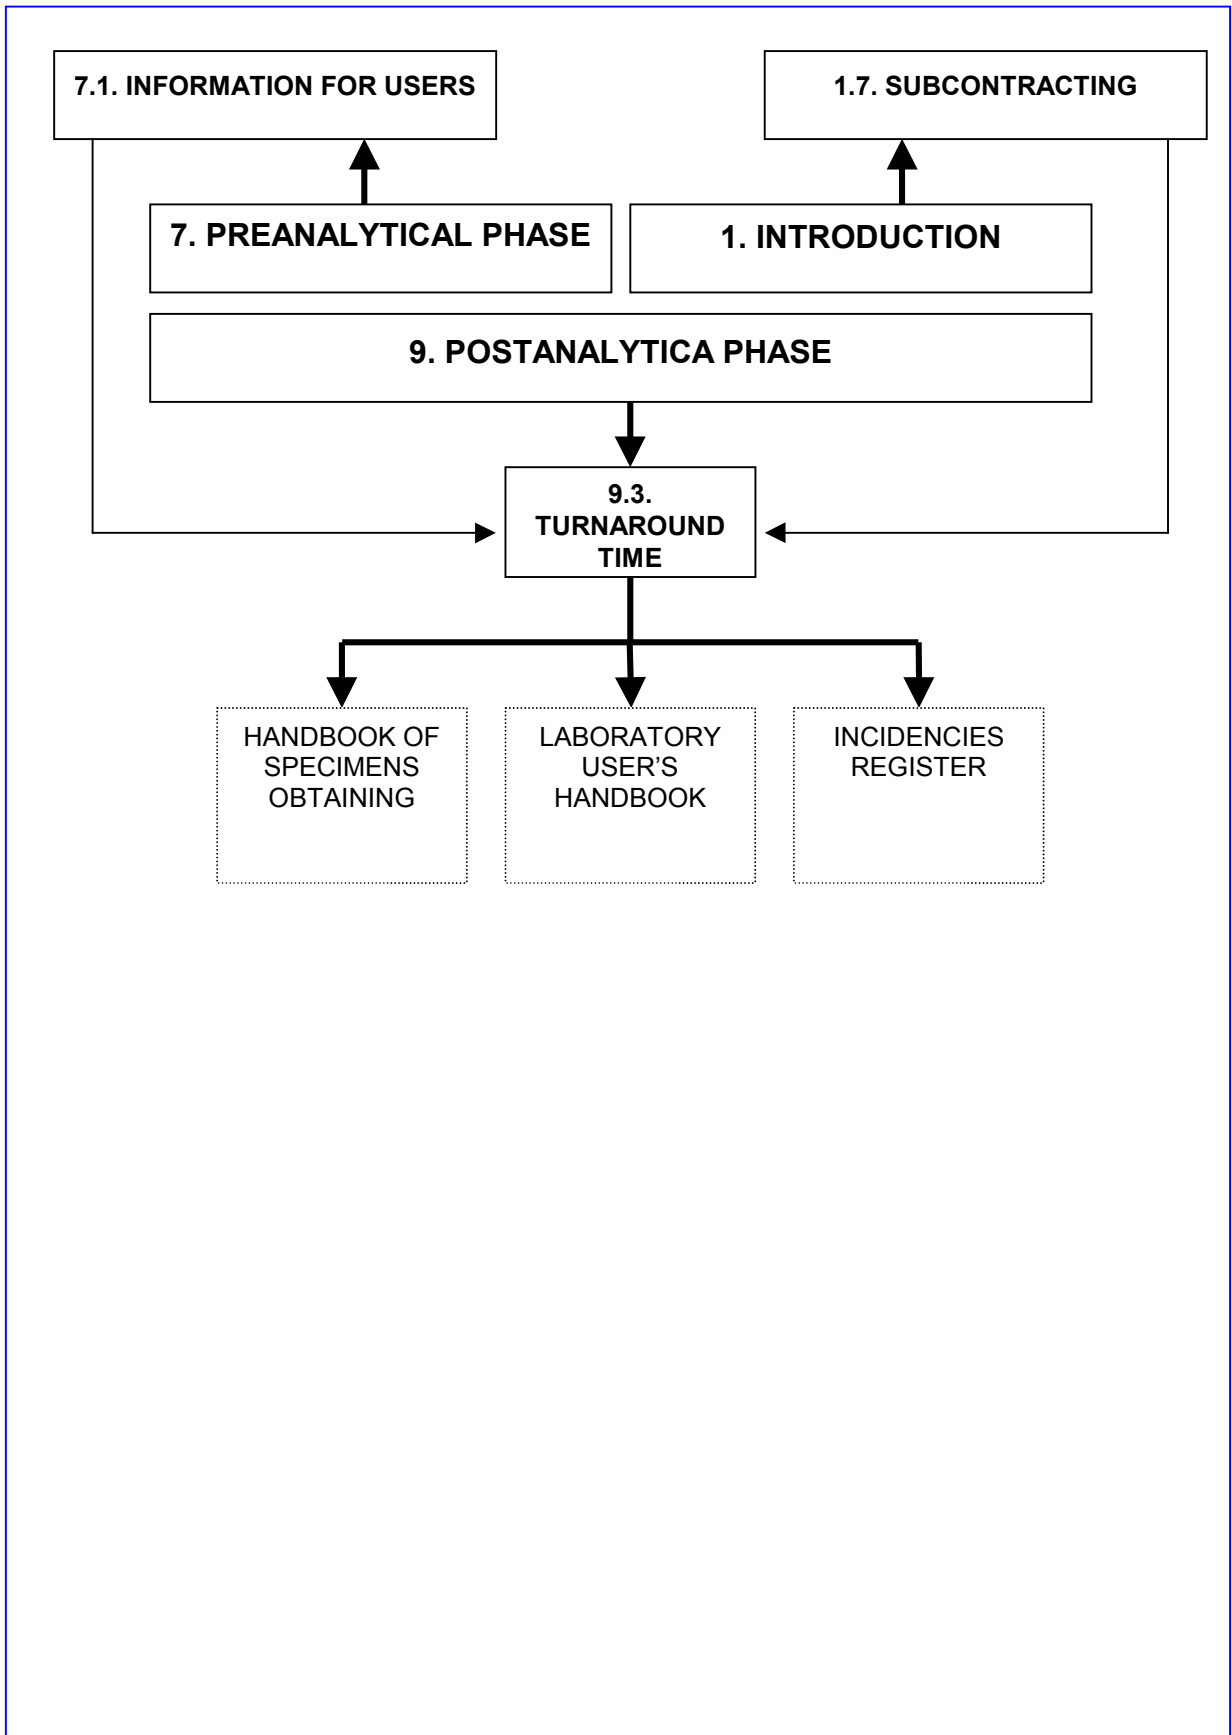 7.1. INFORMATION FOR USERS
1.7. SUBCONTRACTING
7. PREANALYTICAL PHASE
1. INTRODUCTION
9. POSTANALYTICA PHASE
9.3.
TURNAROUND
TIME
HANDBOOK OF
SPECIMENS
OBTAINING
LABORATORY
USER’S
HANDBOOK
INCIDENCIES
REGISTER